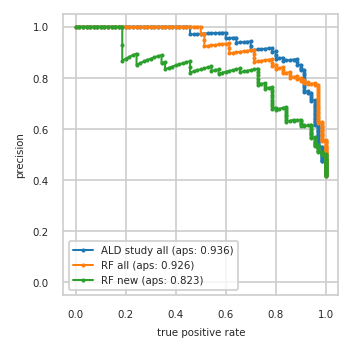 1.0
0.8
0.6
0.4
0.2
0.0
precision
ALD study all (aps: 0.936)
RF all (aps: 0.926)
RF new (aps: 0.823)
0.0 0.2 0.4 0.6 0.8 1.0
true positive rate